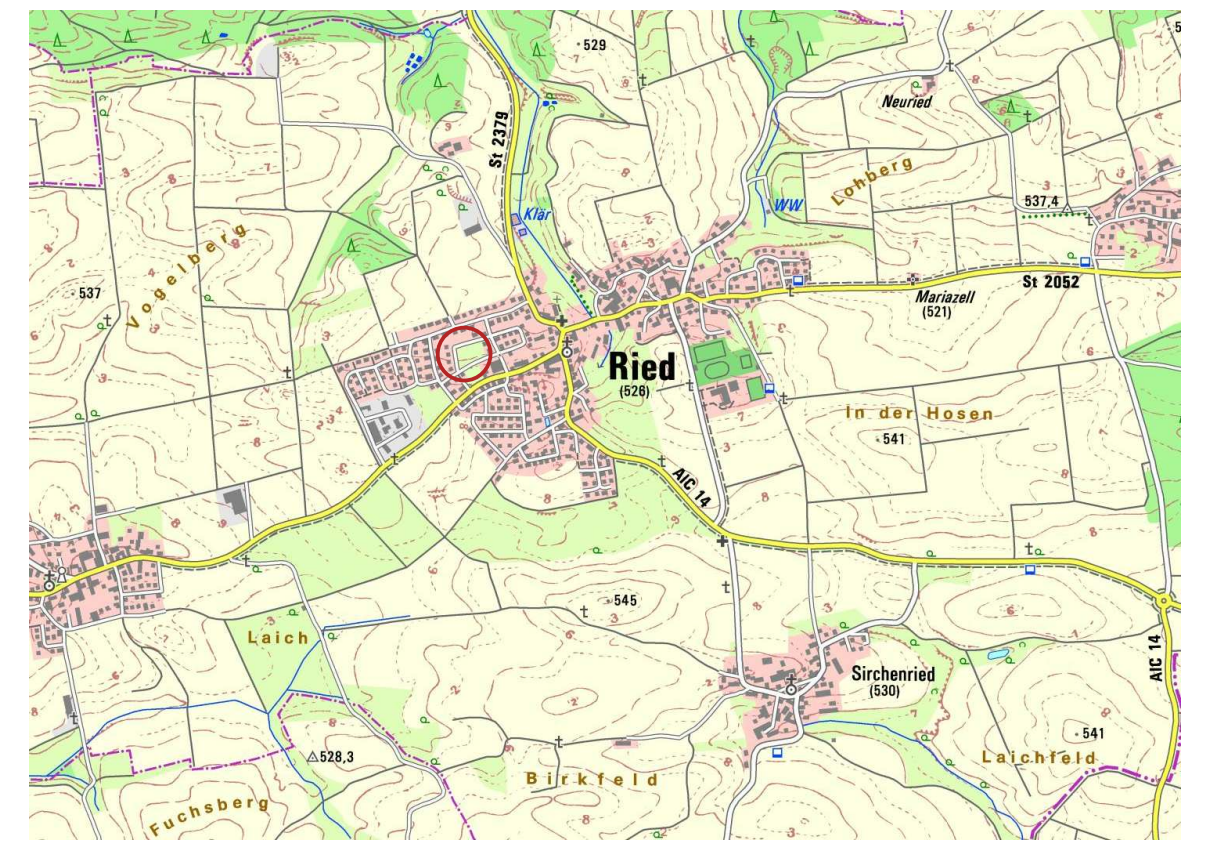 529
St 2379
Neuried
Klär
WW
Lohberg
537,4
Vogelberg
537
St 2052
Mariazell
(521)
Ried
(526)
In der Hosen
541
AIC 14
545
Laich
Sirchenried
(530)
AIC 14
541
528,3
Birkfeld
Laichfeld
Fuchsberg